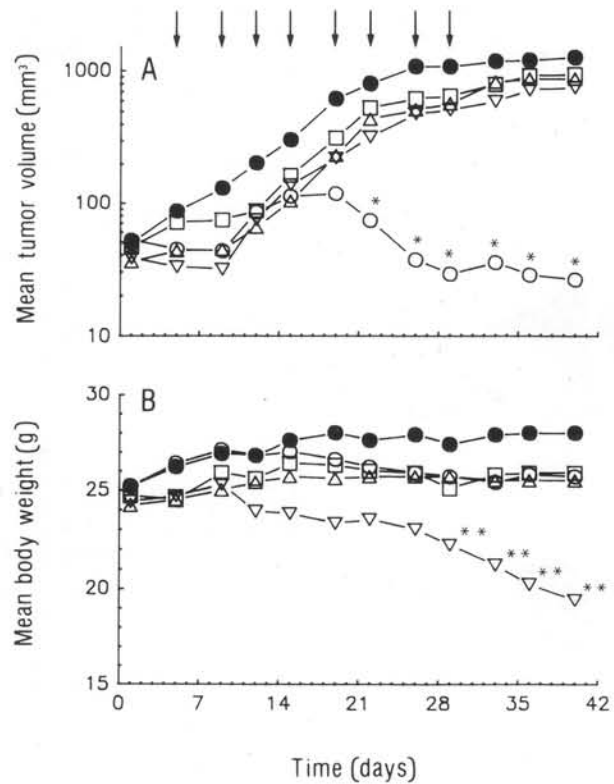 A
Mean tumor volume (mm³)
1000
100
10
*
*
*
*
*
*
B
Mean body weight (g)
30
25
20
15
**
**
**
**
0 7 14 21 28 35 42
Time (days)